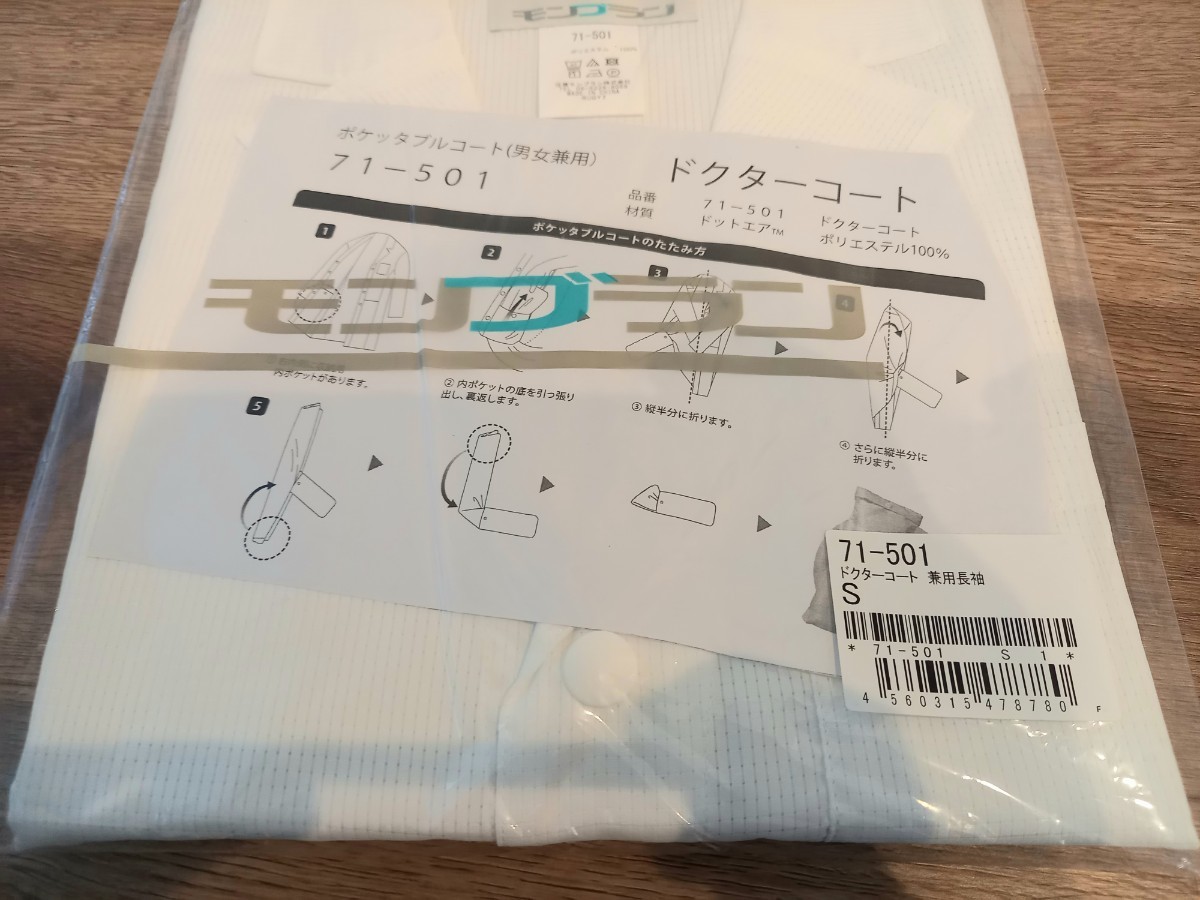 モンブラン
71-501
100%
ポケッタブルコート(男女兼用)
71-501
ドクターコート
品番 71-501 ドクターコート
材質 ドットエア™ ポリエステル100%
ポケッタブルコートのたたみ方
1
2
3
4
モンブラン
内ポケットがあります。
② 内ポケットの底を引っ張り
出し、裏返します。
③ 縦半分に折ります。
④ さらに縦半分に
折ります。
5
71-501
ドクターコート 兼用長袖
S
* 71-501 S 1 *
4 560315 478780 F